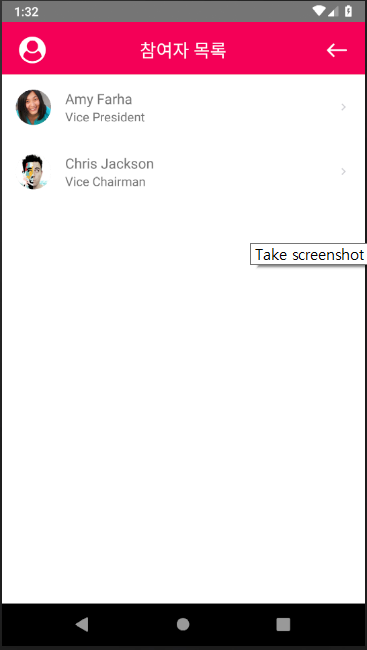 1:32
참여자 목록
Amy Farha
Vice President
Chris Jackson
Vice Chairman
Take screenshot